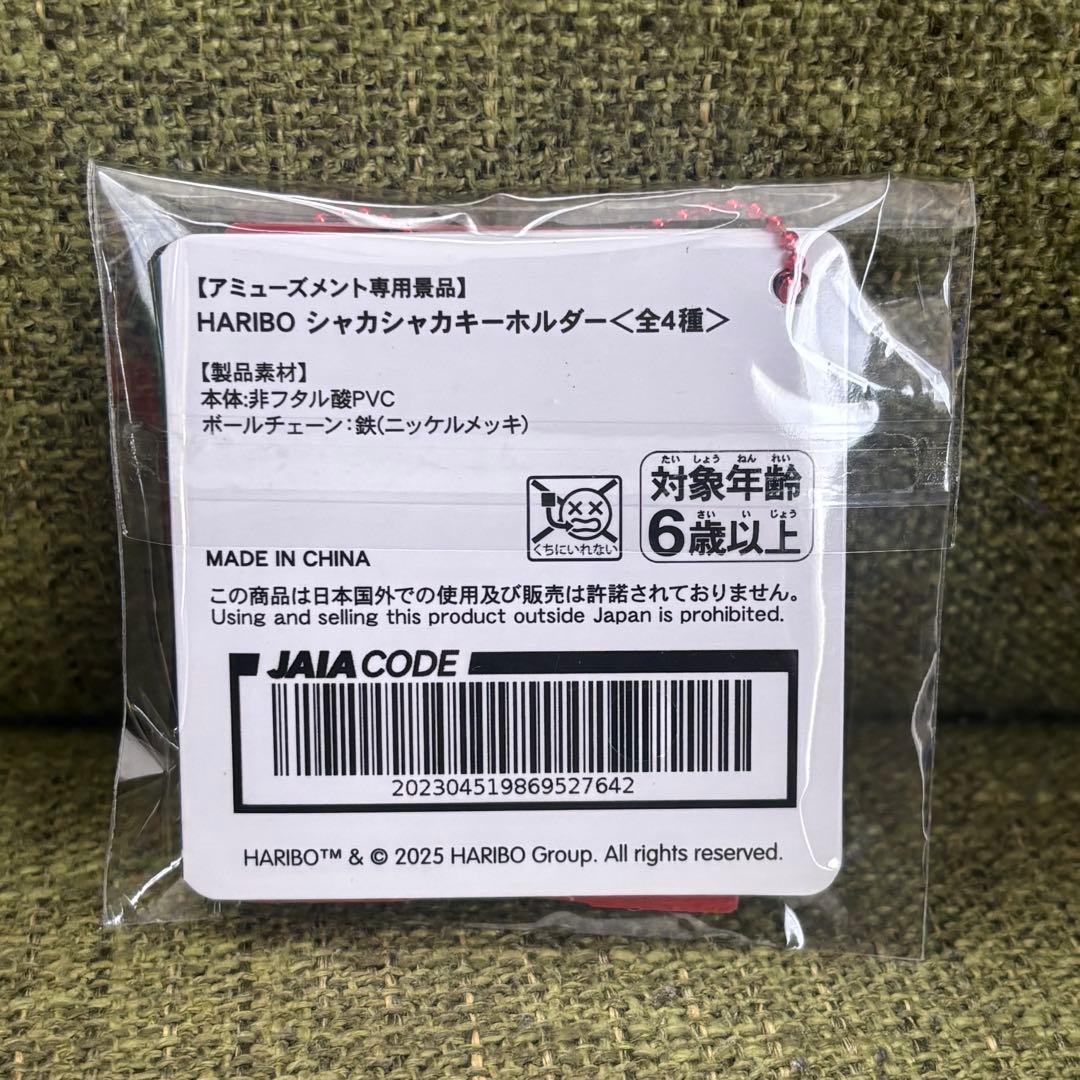 【アミューズメント専用景品】
HARIBO シャカシャカキーホルダー＜全4種＞
【製品素材】
本体:非フタル酸PVC
ボールチェーン：鉄(ニッケルメッキ)
くちにいれない
たい しょう ねん れい
対象年齢
さい い じょう
6歳以上
MADE IN CHINA
この商品は日本国外での使用及び販売は許諾されておりません。
Using and selling this product outside Japan is prohibited.
JAIA CODE
202304519869527642
HARIBO™ & © 2025 HARIBO Group. All rights reserved.